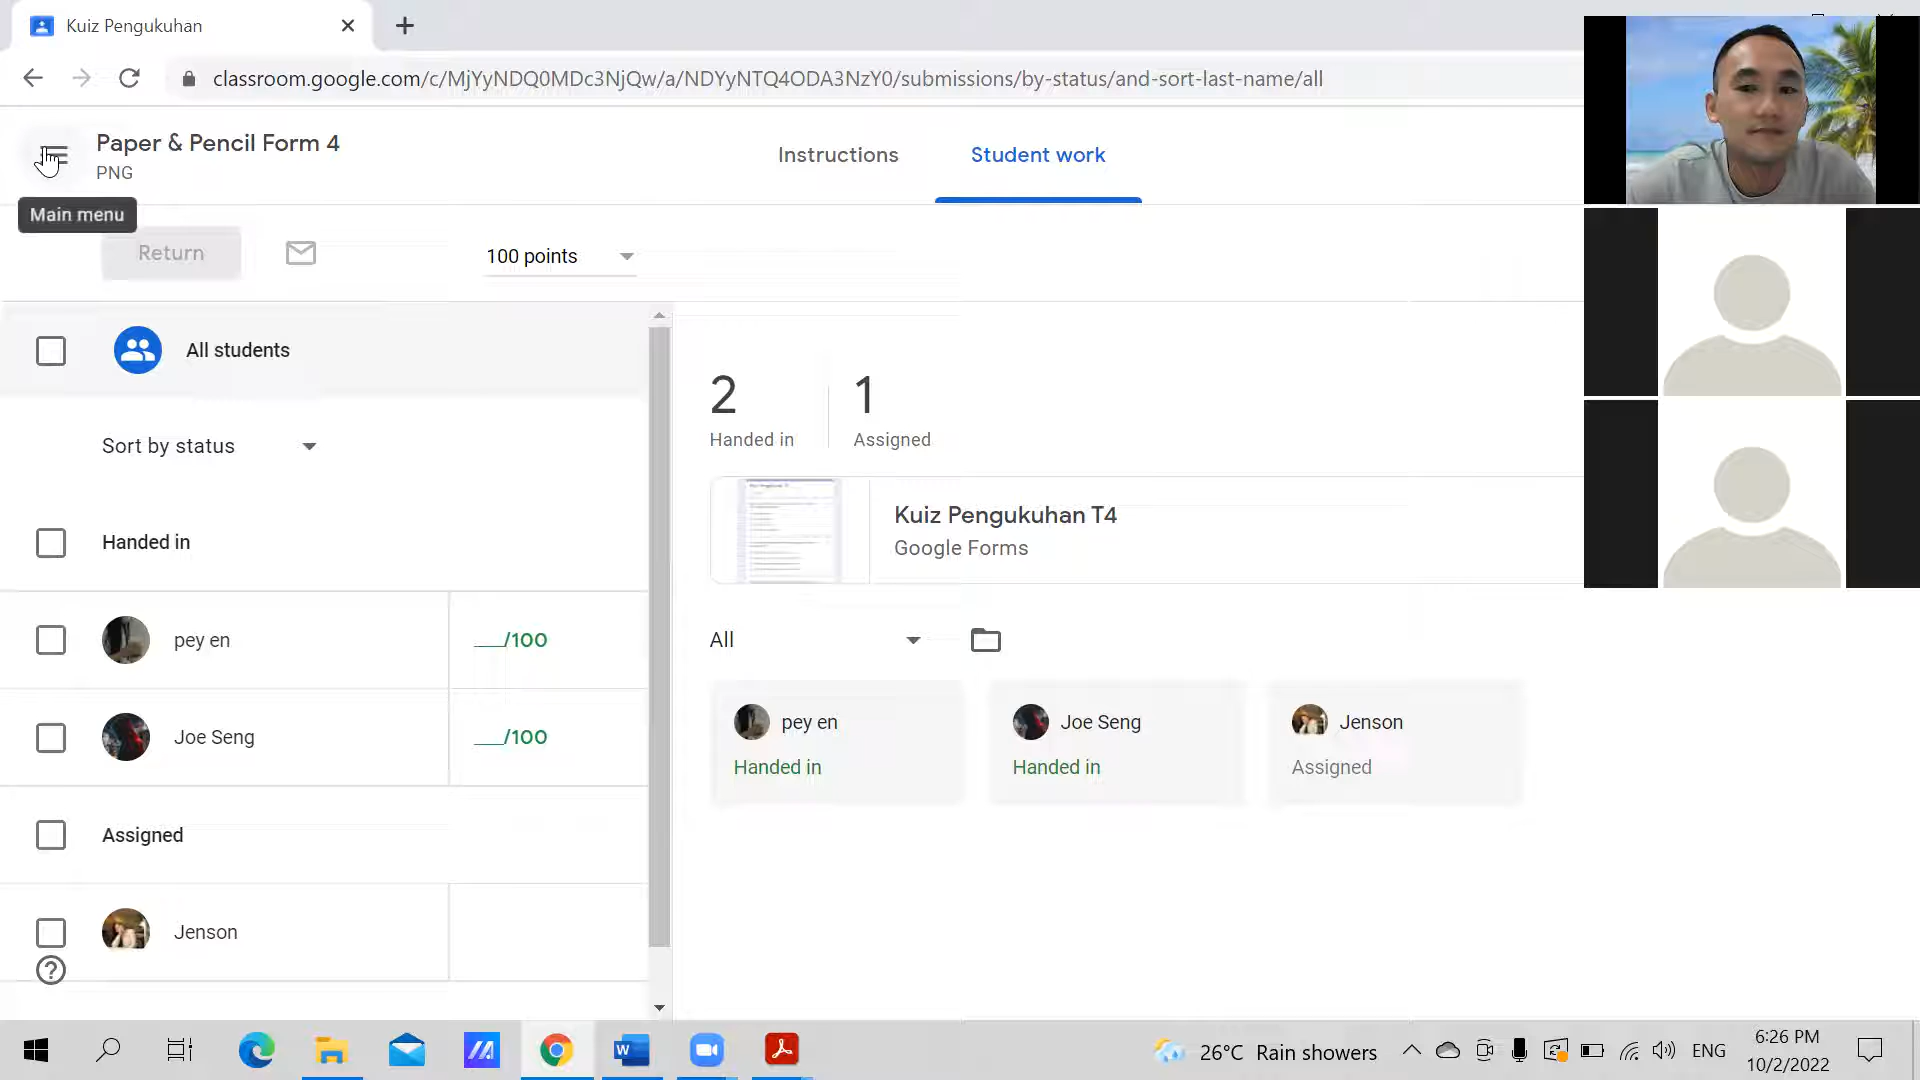 Kuiz Pengukuhan
classroom.google.com/c/MjYyNDQ0MDc3NjQw/a/NDYyNTQ4ODA3NzY0/submissions/by-status/and-sort-last-name/all
Paper & Pencil Form 4
PNG
Instructions
Student work
Main menu
Return
100 points
All students
Sort by status
Handed in
pey en
___/100
Joe Seng
___/100
Assigned
Jenson
2
Handed in
1
Assigned
Kuiz Pengukuhan T4
Google Forms
All
pey en
Handed in
Joe Seng
Handed in
Jenson
Assigned
26°C Rain showers
ENG
6:26 PM
10/2/2022